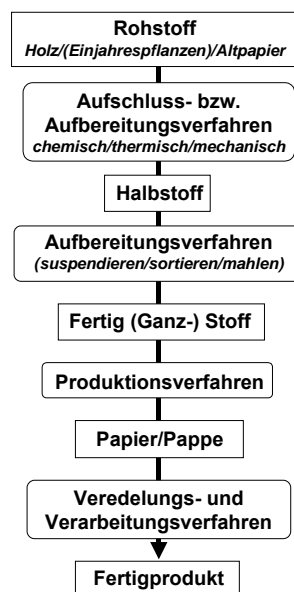 Rohstoff
Holz/(Einjahrespflanzen)/Altpapier
Aufschluss- bzw.
Aufbereitungsverfahren
chemisch/thermisch/mechanisch
Halbstoff
Aufbereitungsverfahren
(suspendieren/sortieren/mahlen)
Fertig (Ganz-) Stoff
Produktionsverfahren
Papier/Pappe
Veredelungs- und
Verarbeitungsverfahren
Fertigprodukt